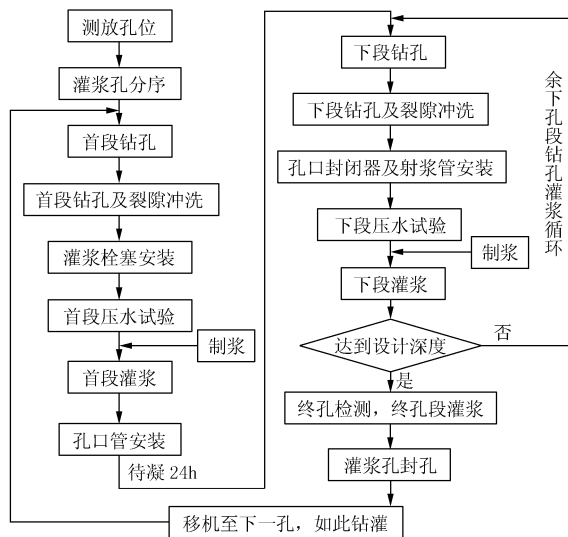 测放孔位
灌浆孔分序
首段钻孔
首段钻孔及裂隙冲洗
灌浆栓塞安装
首段压水试验
制浆
首段灌浆
孔口管安装
待凝24h
下段钻孔
下段钻孔及裂隙冲洗
孔口封闭器及射浆管安装
下段压水试验
制浆
下段灌浆
达到设计深度
否
是
终孔检测，终孔段灌浆
灌浆孔封孔
移机至下一孔，如此钻灌
余下孔段钻孔灌浆循环